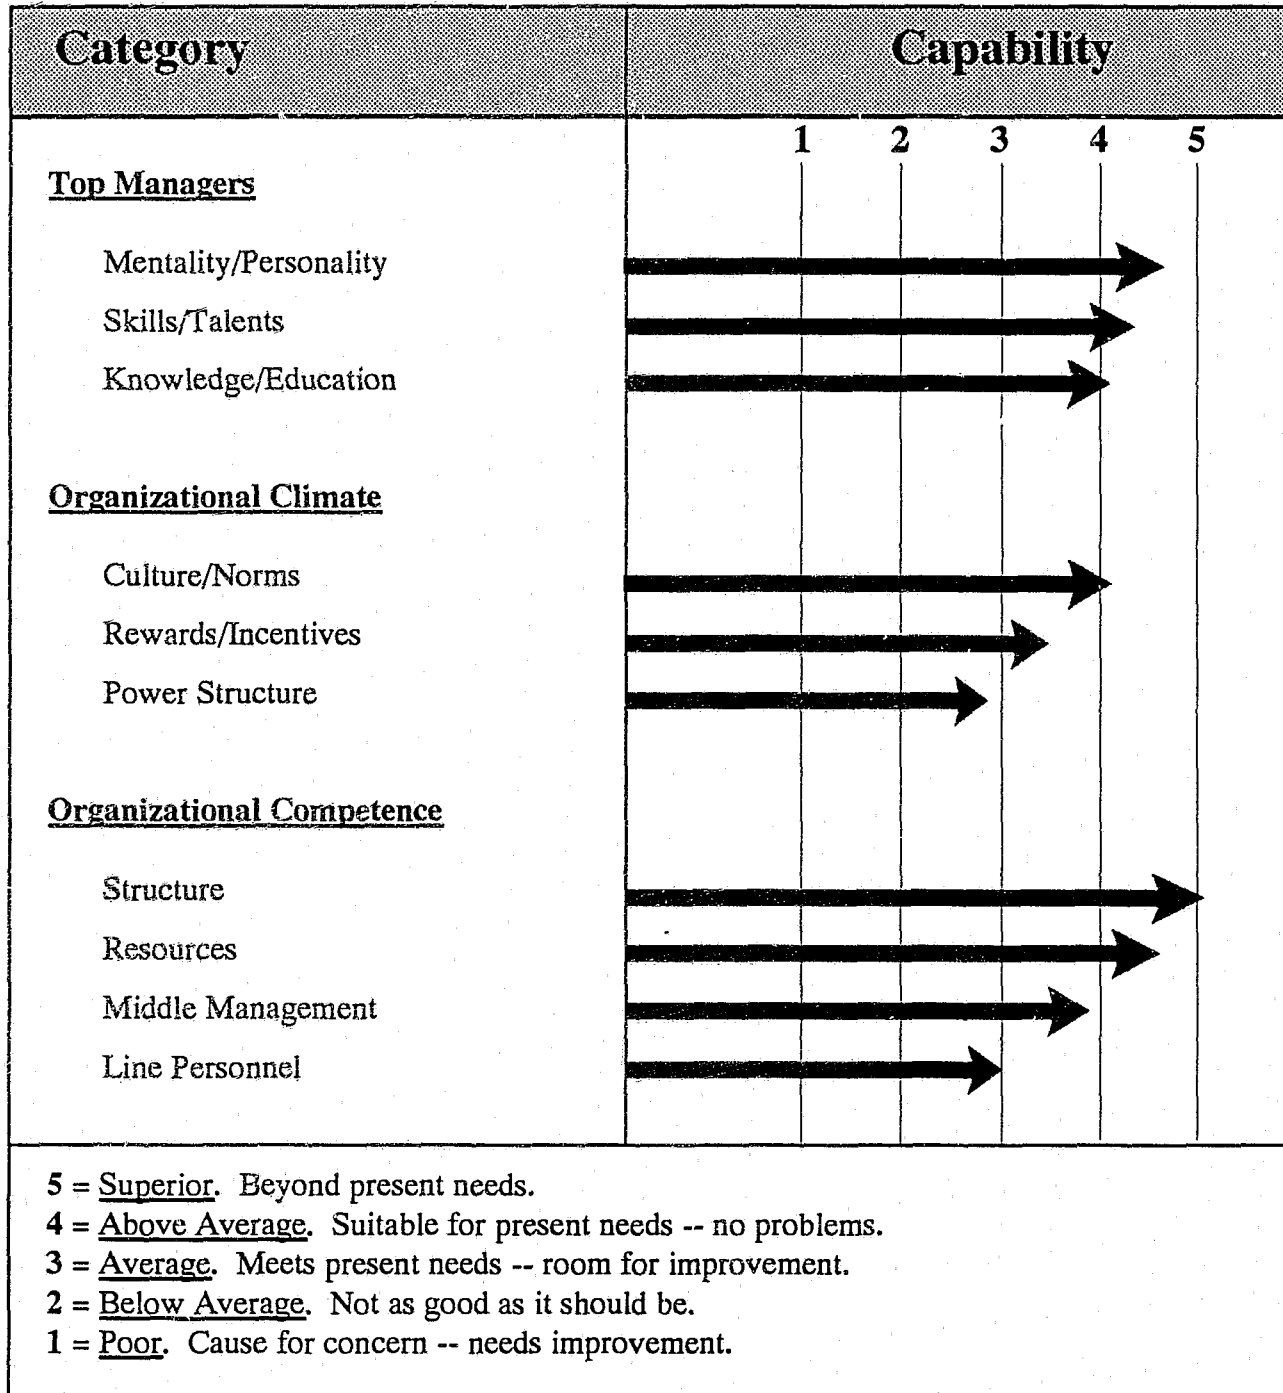 Category Capability
1 2 3 4 5
Top Managers
Mentality/Personality
Skills/Talents
Knowledge/Education
Organizational Climate
Culture/Norms
Rewards/Incentives
Power Structure
Organizational Competence
Structure
Resources
Middle Management
Line Personnel
5 = Superior. Beyond present needs.
4 = Above Average. Suitable for present needs -- no problems.
3 = Average. Meets present needs -- room for improvement.
2 = Below Average. Not as good as it should be.
1 = Poor. Cause for concern -- needs improvement.